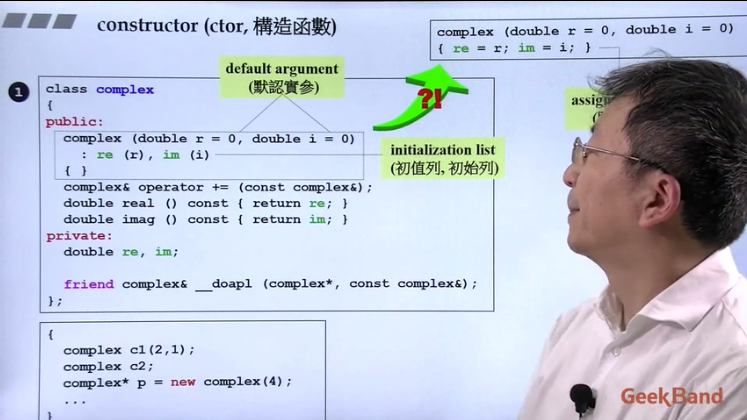 constructor (ctor, 構造函數)
complex (double r = 0, double i = 0)
{ re = r; im = i; }
default argument
(默認實參)
?!
assig
1
class complex
{
public:
complex (double r = 0, double i = 0)
: re (r), im (i)
{ }
initialization list
(初值列, 初始列)
complex& operator += (const complex&);
double real () const { return re; }
double imag () const { return im; }
private:
double re, im;
friend complex& __doapl (complex*, const complex&);
};
{
complex c1(2,1);
complex c2;
complex* p = new complex(4);
...
}
GeekBand